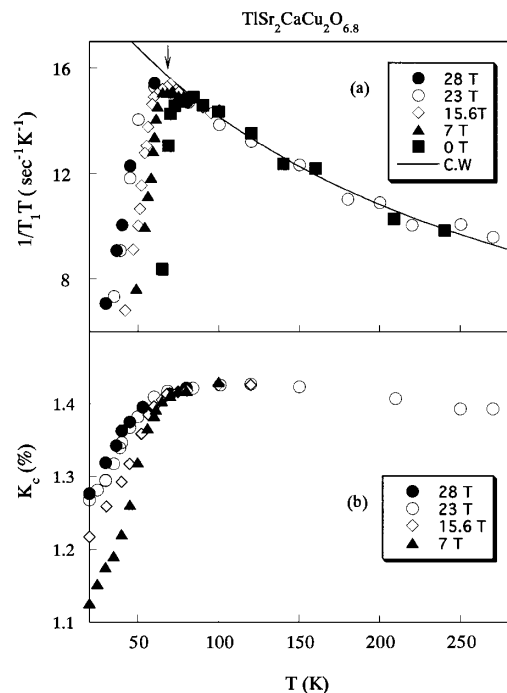 TlSr2CaCu2O6.8
(a)
28 T
23 T
15.6T
7 T
0 T
C.W
16
12
8
1/T1T ( sec-1K-1)
(b)
28 T
23 T
15.6 T
7 T
1.4
1.3
1.2
1.1
Kc (%)
50
100
150
200
250
T (K)